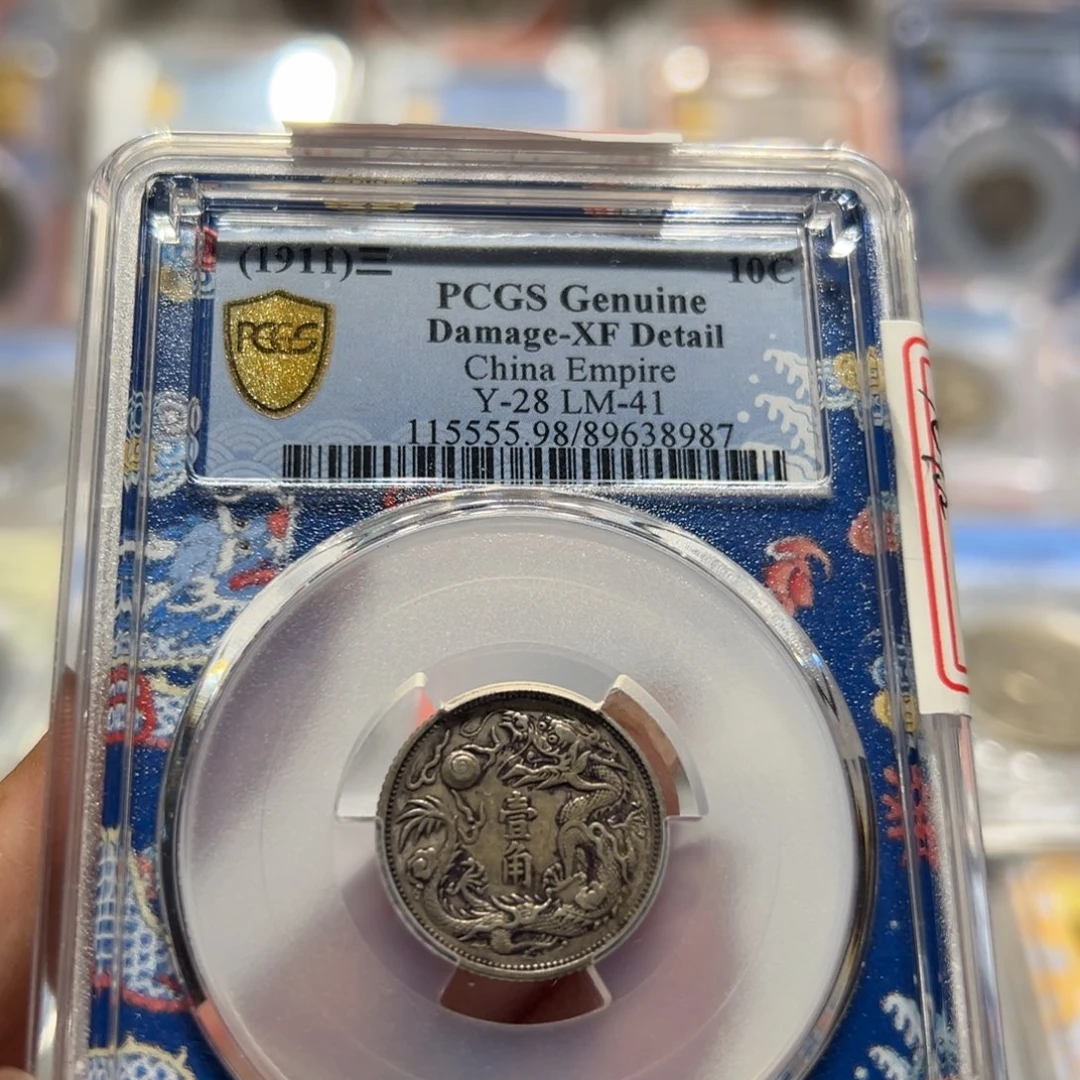 (1911)三 10C
PCGS Genuine
PCGS
Damage-XF Detail
China Empire
Y-28 LM-41
115555.98/89638987
壹角